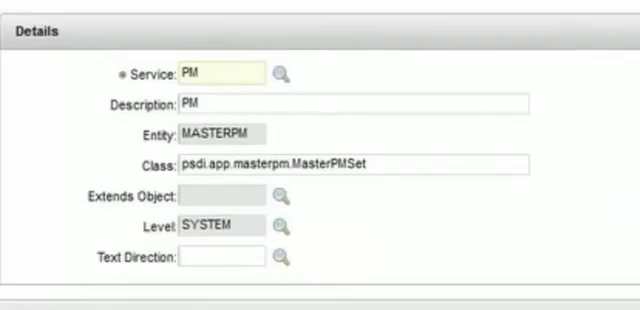 Details
Service: PM
Description: PM
Entity: MASTERPM
Class: psdi.app.masterpm.MasterPMSet
Extends Object:
Level: SYSTEM
Text Direction: